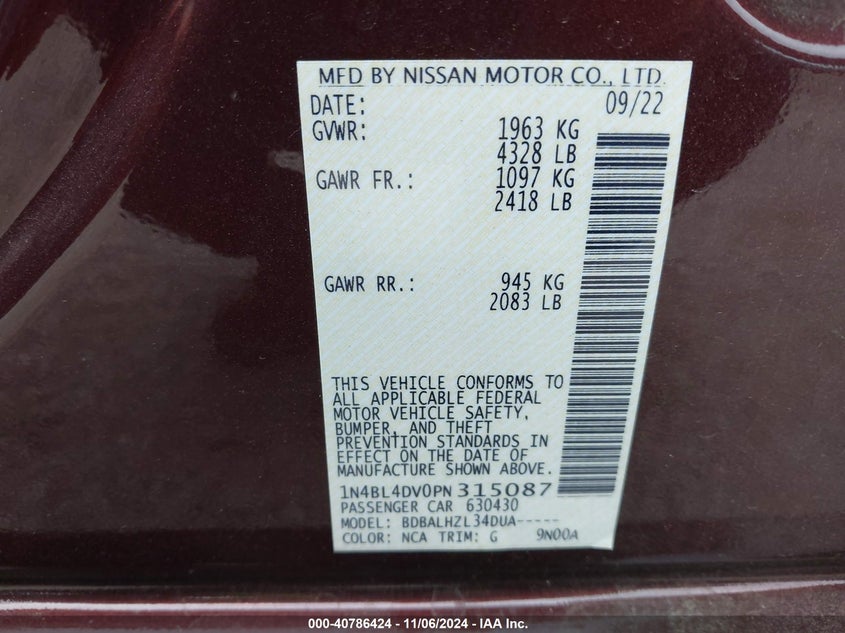 MFD BY NISSAN MOTOR CO., LTD.
DATE: 09/22
GVWR: 1963 KG
4328 LB
GAWR FR.: 1097 KG
2418 LB
GAWR RR.: 945 KG
2083 LB
THIS VEHICLE CONFORMS TO
ALL APPLICABLE FEDERAL
MOTOR VEHICLE SAFETY,
BUMPER, AND THEFT
PREVENTION STANDARDS IN
EFFECT ON THE DATE OF
MANUFACTURE SHOWN ABOVE.
1N4BL4DV0PN315087
PASSENGER CAR 630430
MODEL: BDBALHZL34DUA-----
COLOR: NCA TRIM: G 9N00A
000-40786424 - 11/06/2024 - IAA Inc.